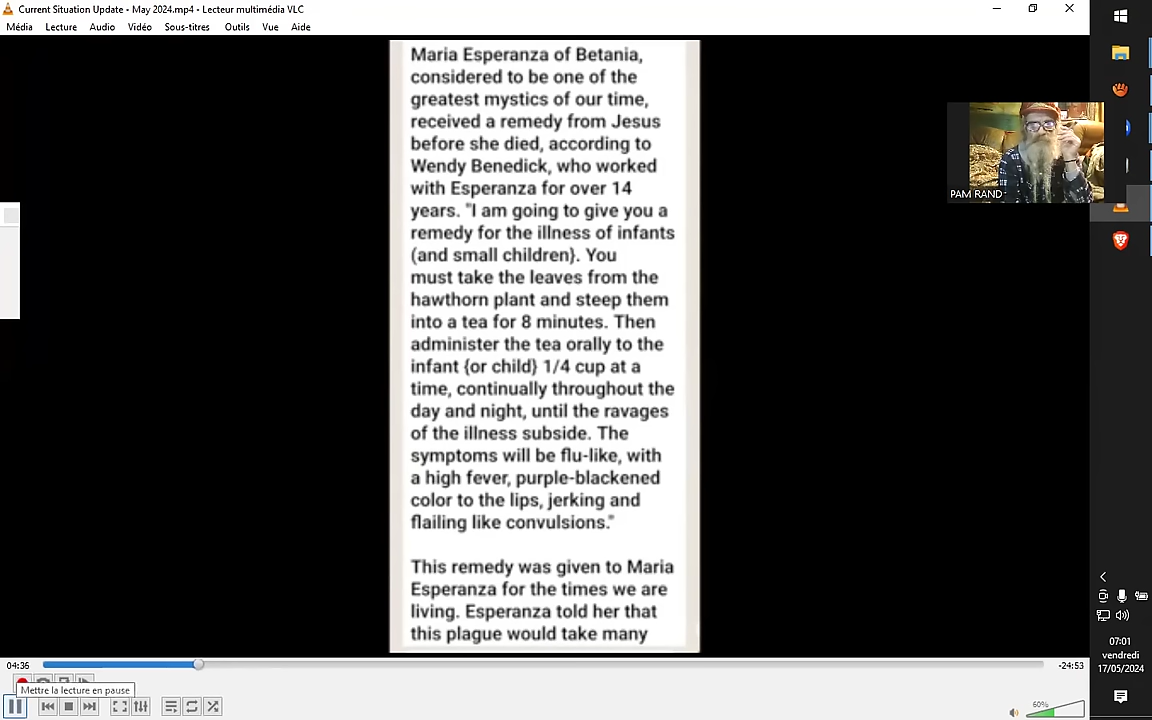 Current Situation Update - May 2024.mp4 - Lecteur multimédia VLC
Média Lecture Audio Vidéo Sous-titres Outils Vue Aide
Maria Esperanza of Betania,
considered to be one of the
greatest mystics of our time,
received a remedy from Jesus
before she died, according to
Wendy Benedick, who worked
with Esperanza for over 14
years. "I am going to give you a
remedy for the illness of infants
(and small children}. You
must take the leaves from the
hawthorn plant and steep them
into a tea for 8 minutes. Then
administer the tea orally to the
infant {or child} 1/4 cup at a
time, continually throughout the
day and night, until the ravages
of the illness subside. The
symptoms will be flu-like, with
a high fever, purple-blackened
color to the lips, jerking and
flailing like convulsions."
This remedy was given to Maria
Esperanza for the times we are
living. Esperanza told her that
this plague would take many
PAM RAND
04:36
-24:53
Mettre la lecture en pause
60%
07:01
vendredi
17/05/2024